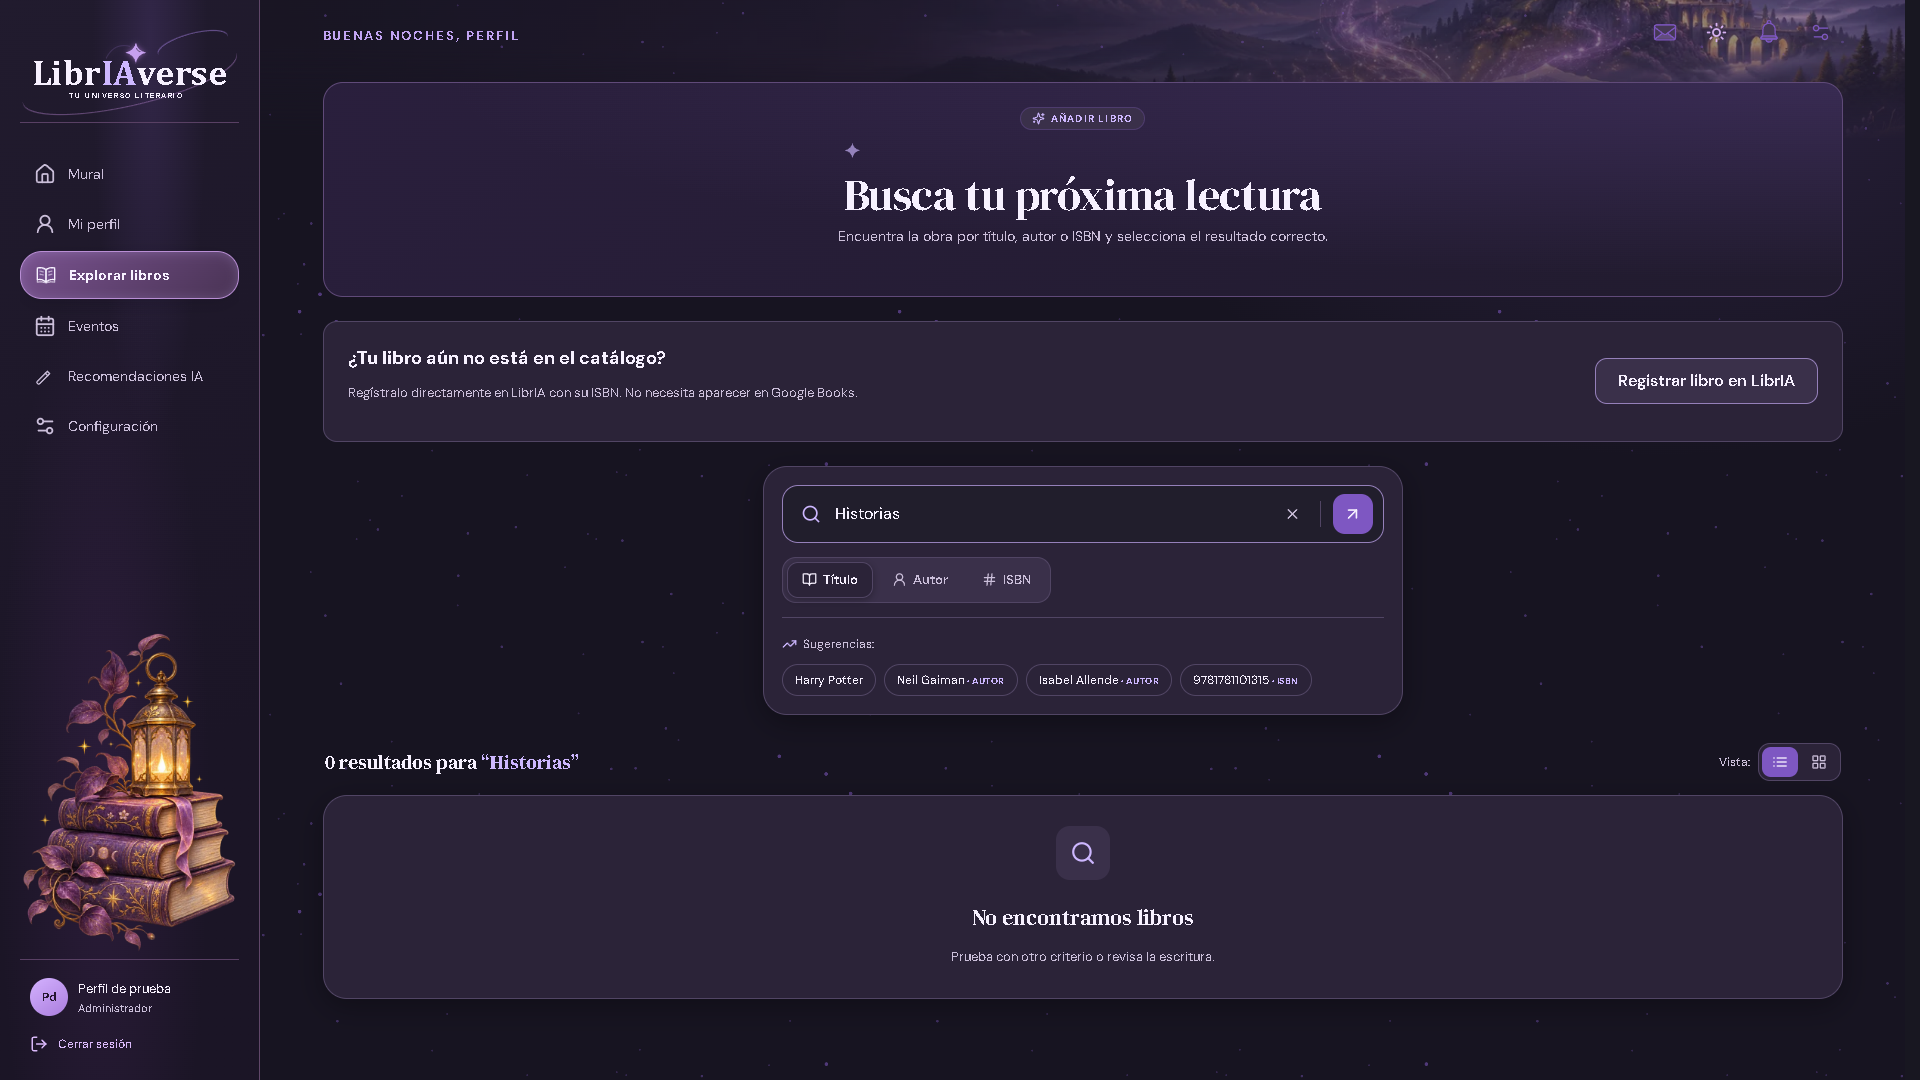 LibrIAverse
TU UNIVERSO LITERARIO
Mural
Mi perfil
Explorar libros
Eventos
Recomendaciones IA
Configuración
Pd
Perfil de prueba
Administrador
Cerrar sesión
BUENAS NOCHES, PERFIL
AÑADIR LIBRO
Busca tu próxima lectura
Encuentra la obra por título, autor o ISBN y selecciona el resultado correcto.
¿Tu libro aún no está en el catálogo?
Regístralo directamente en LibrIA con su ISBN. No necesita aparecer en Google Books.
Registrar libro en LibrIA
Historias
Título Autor ISBN
Sugerencias:
Harry Potter Neil Gaiman · AUTOR Isabel Allende · AUTOR 9781781101315 · ISBN
0 resultados para “Historias”
Vista:
No encontramos libros
Prueba con otro criterio o revisa la escritura.